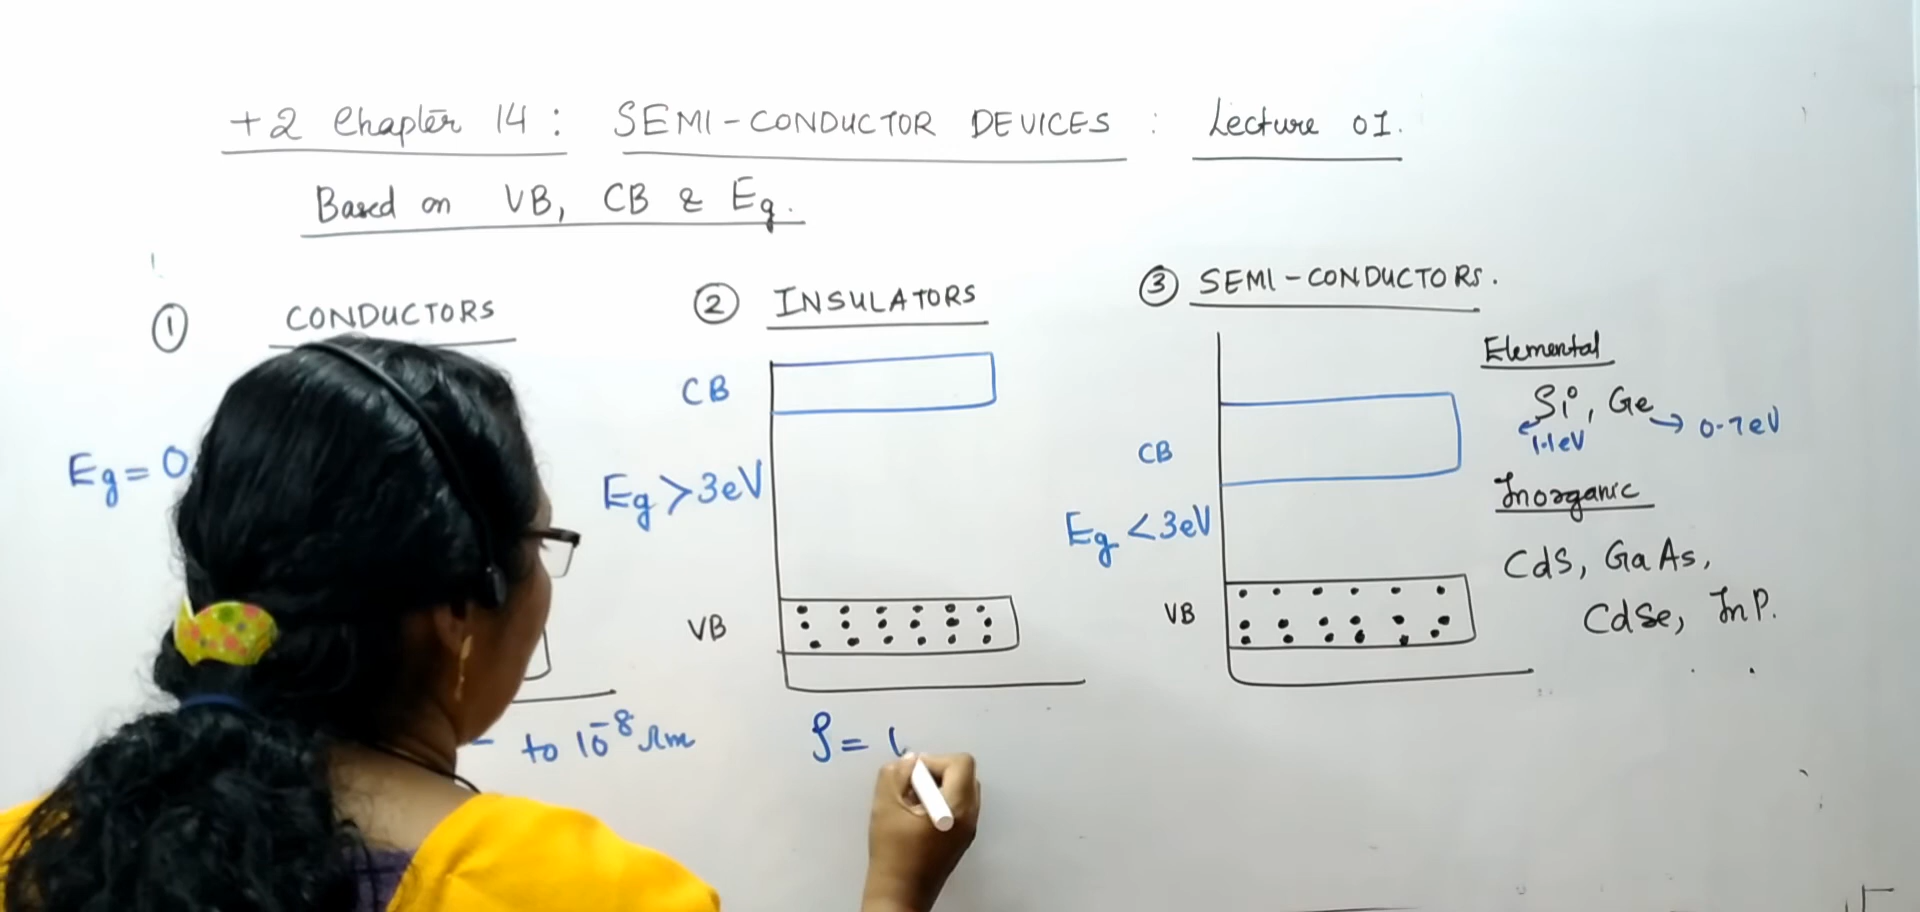 +2 Chapter 14: SEMI-CONDUCTOR DEVICES: Lecture 01.
Based on VB, CB & Eg.
① CONDUCTORS
Eg = 0
to 10⁻⁸ Ωm
② INSULATORS
CB
Eg > 3eV
VB
ρ =
③ SEMI-CONDUCTORS.
CB
Eg < 3eV
VB
Elemental
Si, Ge → 0.7eV
1.1eV
Inorganic
CdS, GaAs,
CdSe, InP.